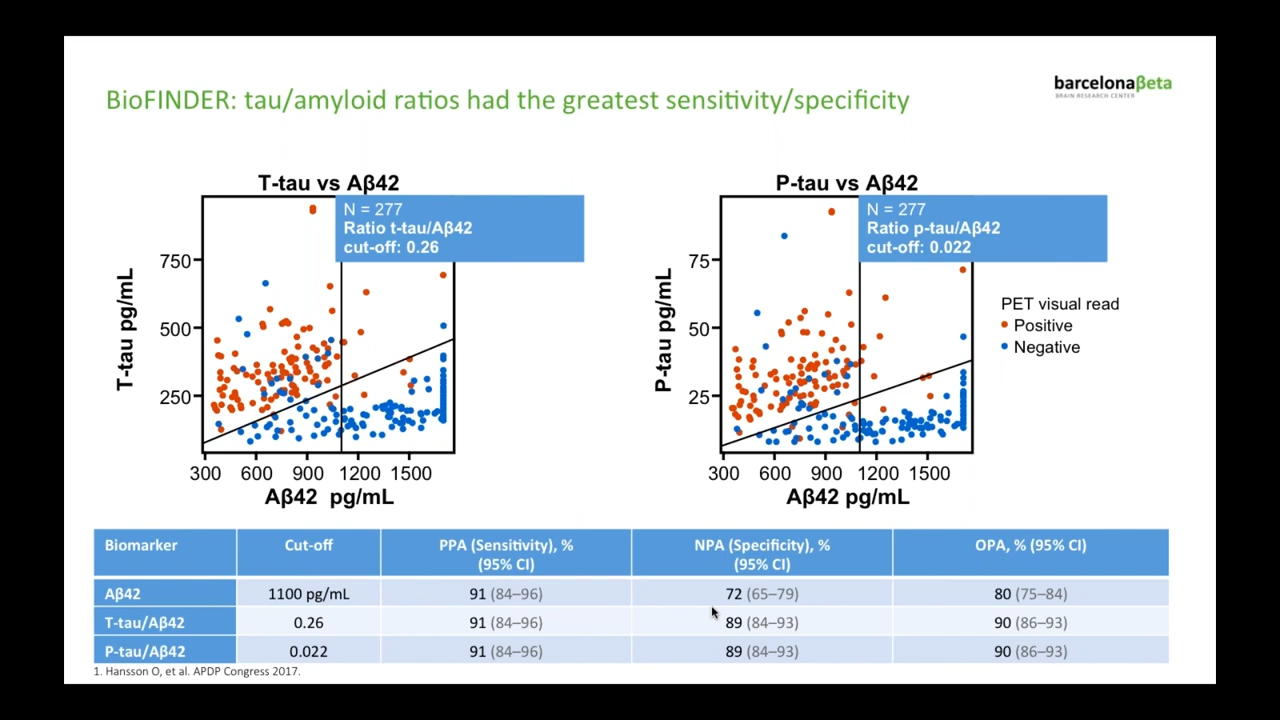 BioFINDER: tau/amyloid ratios had the greatest sensitivity/specificity
barcelonaβeta
BRAIN RESEARCH CENTER
T-tau vs Aβ42
N = 277
Ratio t-tau/Aβ42
cut-off: 0.26
T-tau pg/mL
750
500
250
300 600 900 1200 1500
Aβ42 pg/mL
P-tau vs Aβ42
N = 277
Ratio p-tau/Aβ42
cut-off: 0.022
P-tau pg/mL
75
50
25
300 600 900 1200 1500
Aβ42 pg/mL
PET visual read
Positive
Negative
Biomarker Cut-off PPA (Sensitivity), % NPA (Specificity), % OPA, % (95% CI)
(95% CI) (95% CI)
Aβ42 1100 pg/mL 91 (84–96) 72 (65–79) 80 (75–84)
T-tau/Aβ42 0.26 91 (84–96) 89 (84–93) 90 (86–93)
P-tau/Aβ42 0.022 91 (84–96) 89 (84–93) 90 (86–93)
1. Hansson O, et al. APDP Congress 2017.